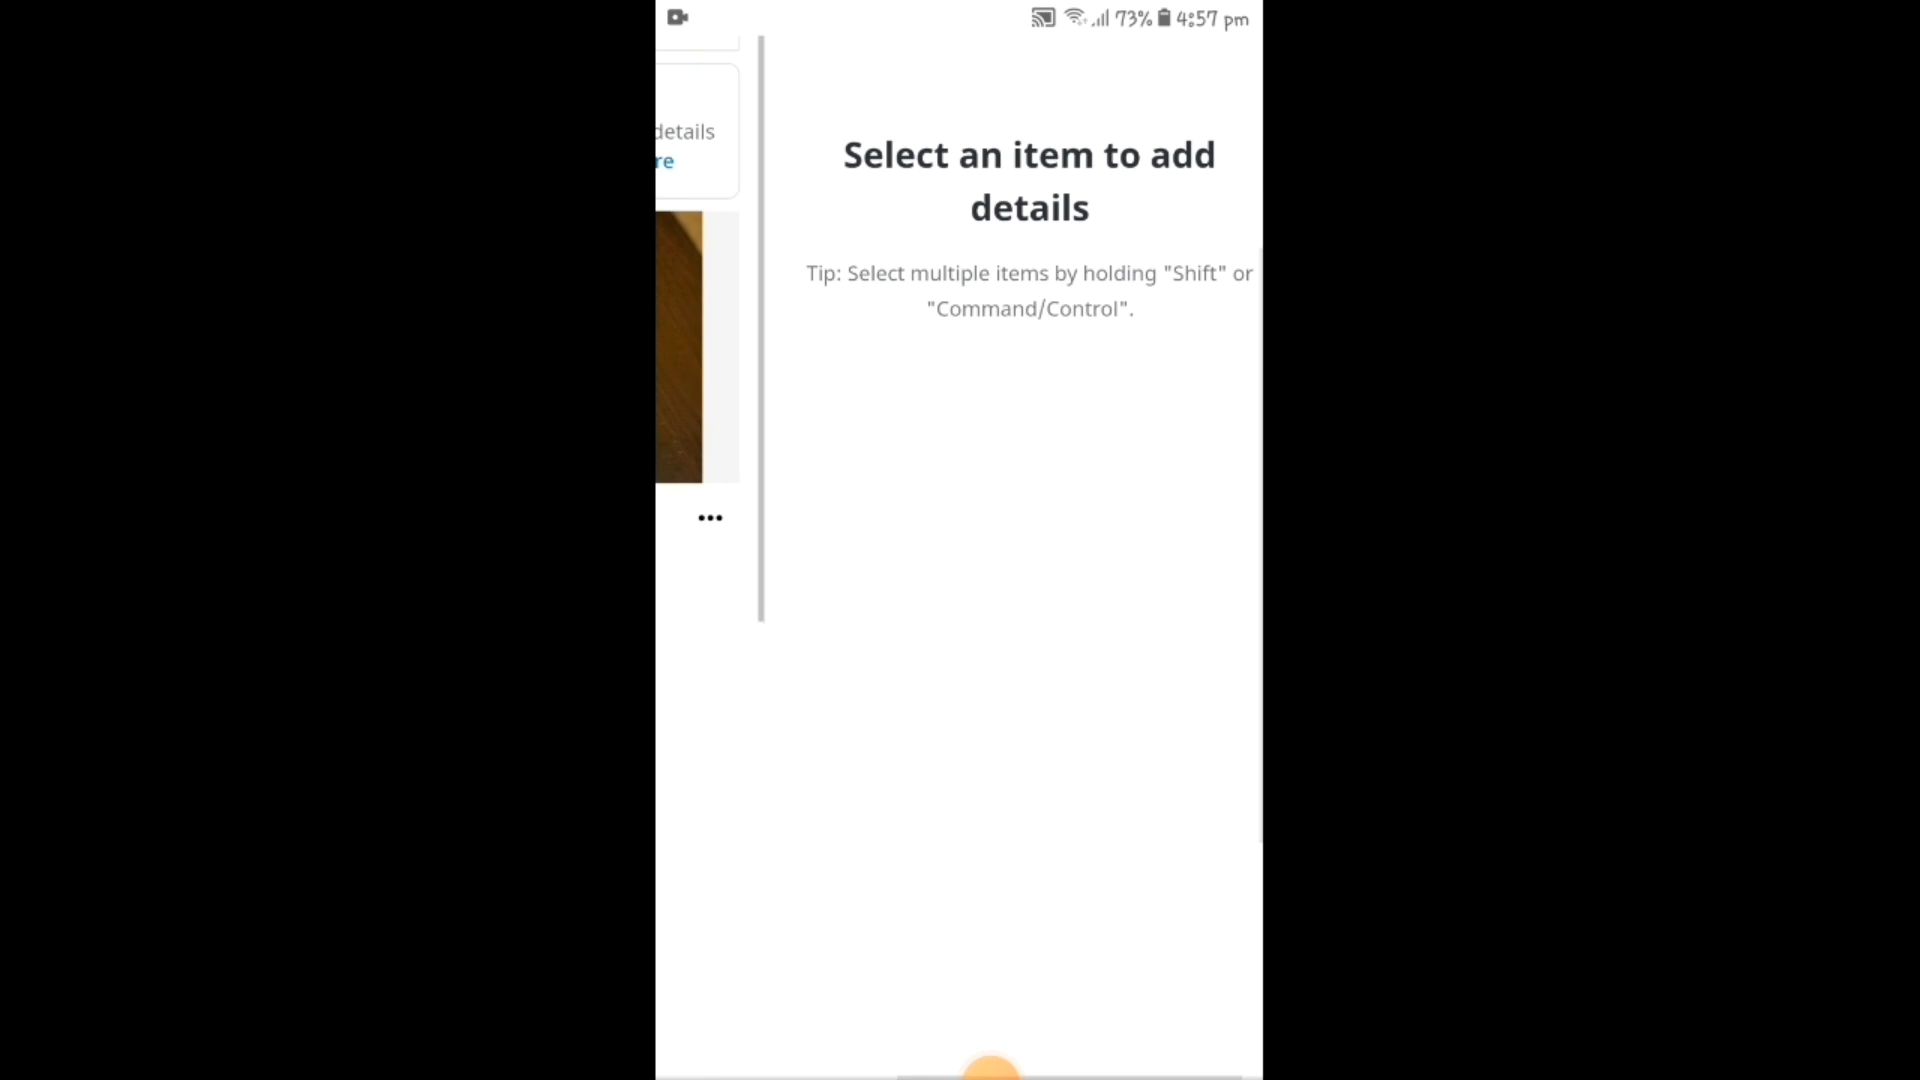 73% 4:57 pm
details
re
Select an item to add
details
Tip: Select multiple items by holding "Shift" or
"Command/Control".